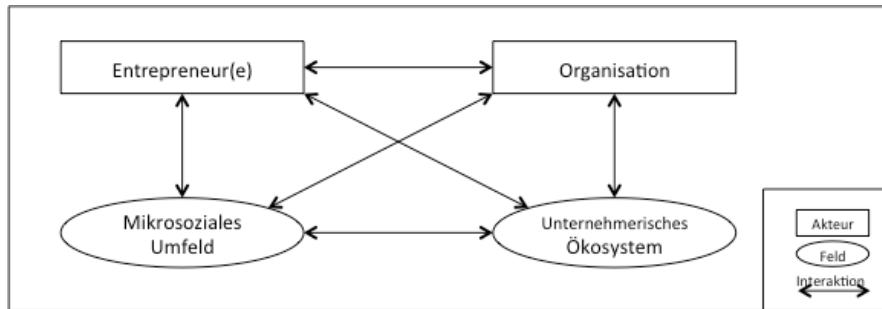 Entrepreneur(e)
Organisation
Mikrosoziales
Umfeld
Unternehmerisches
Ökosystem
Akteur
Feld
Interaktion